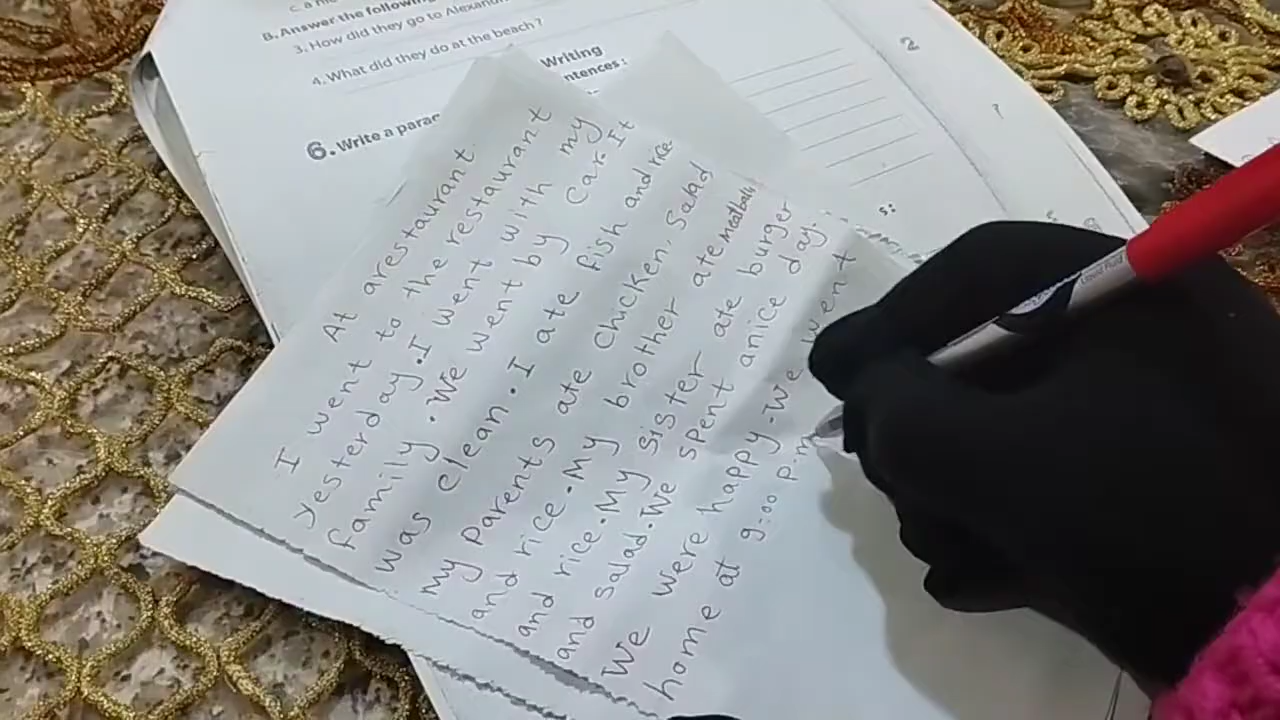 B. Answer the following
3. How did they go to Alexand
4. What did they do at the beach?
Writing
ntences:
6. Write a parag
2
s:
At arestaurant.
I went to the restaurant
yesterday. I went with my
family. We went by car. It
was clean. I ate fish and rice
my parents ate chicken, salad
and rice. My brother ate meatballs
and rice. My sister ate burger
and salad. We spent anice day.
We were happy. We went
home at 9:00 p.m
Liquid Fluid